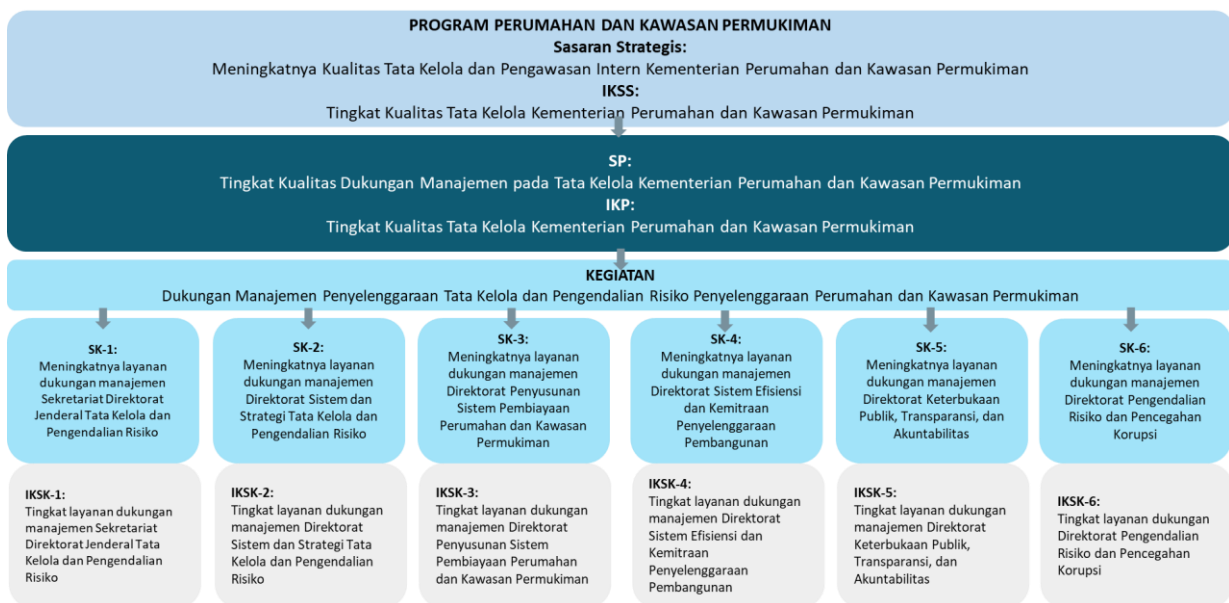 PROGRAM PERUMAHAN DAN KAWASAN PERMUKIMAN
Sasaran Strategis:
Meningkatnya Kualitas Tata Kelola dan Pengawasan Intern Kementerian Perumahan dan Kawasan Permukiman
IKSS:
Tingkat Kualitas Tata Kelola Kementerian Perumahan dan Kawasan Permukiman
SP:
Tingkat Kualitas Dukungan Manajemen pada Tata Kelola Kementerian Perumahan dan Kawasan Permukiman
IKP:
Tingkat Kualitas Tata Kelola Kementerian Perumahan dan Kawasan Permukiman
KEGIATAN
Dukungan Manajemen Penyelenggaraan Tata Kelola dan Pengendalian Risiko Penyelenggaraan Perumahan dan Kawasan Permukiman
SK-1:
Meningkatnya layanan
dukungan manajemen
Sekretariat Direktorat
Jenderal Tata Kelola dan
Pengendalian Risiko
SK-2:
Meningkatnya layanan
dukungan manajemen
Direktorat Sistem dan
Strategi Tata Kelola dan
Pengendalian Risiko
SK-3:
Meningkatnya layanan
dukungan manajemen
Direktorat Penyusunan
Sistem Pembiayaan
Perumahan dan Kawasan
Permukiman
SK-4:
Meningkatnya layanan
dukungan manajemen
Direktorat Sistem Efisiensi
dan Kemitraan
Penyelenggaraan
Pembangunan
SK-5:
Meningkatnya layanan
dukungan manajemen
Direktorat Keterbukaan
Publik, Transparansi, dan
Akuntabilitas
SK-6:
Meningkatnya layanan
dukungan manajemen
Direktorat Pengendalian
Risiko dan Pencegahan
Korupsi
IKSK-1:
Tingkat layanan dukungan
manajemen Sekretariat
Direktorat Jenderal Tata
Kelola dan Pengendalian
Risiko
IKSK-2:
Tingkat layanan dukungan
manajemen Direktorat
Sistem dan Strategi Tata
Kelola dan Pengendalian
Risiko
IKSK-3:
Tingkat layanan dukungan
manajemen Direktorat
Penyusunan Sistem
Pembiayaan Perumahan
dan Kawasan Permukiman
IKSK-4:
Tingkat layanan dukungan
manajemen Direktorat
Sistem Efisiensi dan
Kemitraan
Penyelenggaraan
Pembangunan
IKSK-5:
Tingkat layanan dukungan
manajemen Direktorat
Keterbukaan Publik,
Transparansi, dan
Akuntabilitas
IKSK-6:
Tingkat layanan dukungan
Direktorat Pengendalian
Risiko dan Pencegahan
Korupsi